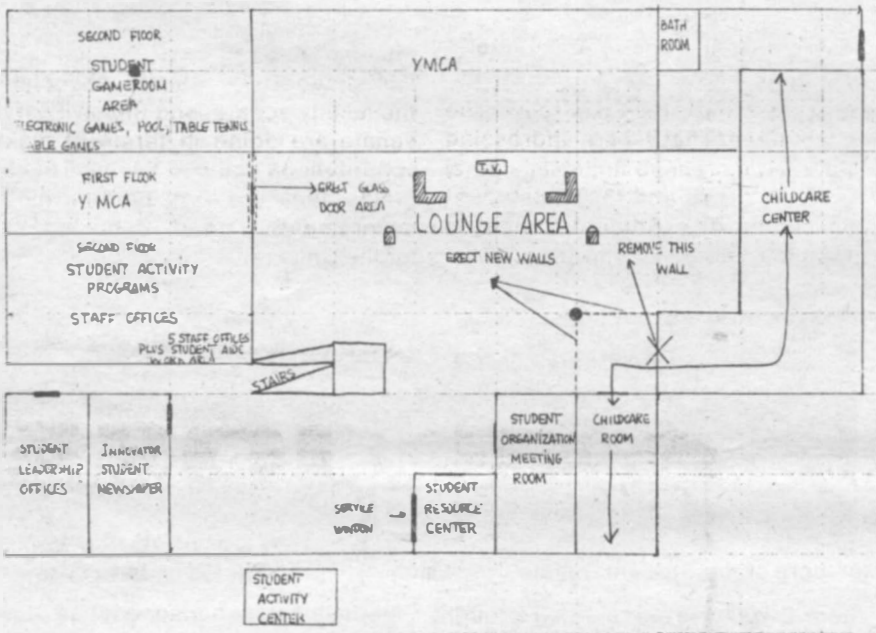 SECOND FLOOR
STUDENT
GAMEROOM
AREA
ELECTRONIC GAMES, POOL, TABLE TENNIS
ABLE GAMES
FIRST FLOOR
YMCA
SECOND FLOOR
STUDENT ACTIVITY
PROGRAMS
STAFF OFFICES
5 STAFF OFFICES
PLUS STUDENT
WORK AREA
STAIRS
YMCA
BATH
ROOM
T.V.
GREAT GLASS
DOOR AREA
LOUNGE AREA
ERECT NEW WALLS
REMOVE THIS
WALL
CHILDCARE
CENTER
STUDENT
LEADERSHIP
OFFICES
INNOVATOR
STUDENT
NEWSPAPER
SERVICE
WINDOW
STUDENT
RESOURCE
CENTER
STUDENT
ORGANIZATION
MEETING
ROOM
CHILDCARE
ROOM
STUDENT
ACTIVITY
CENTER